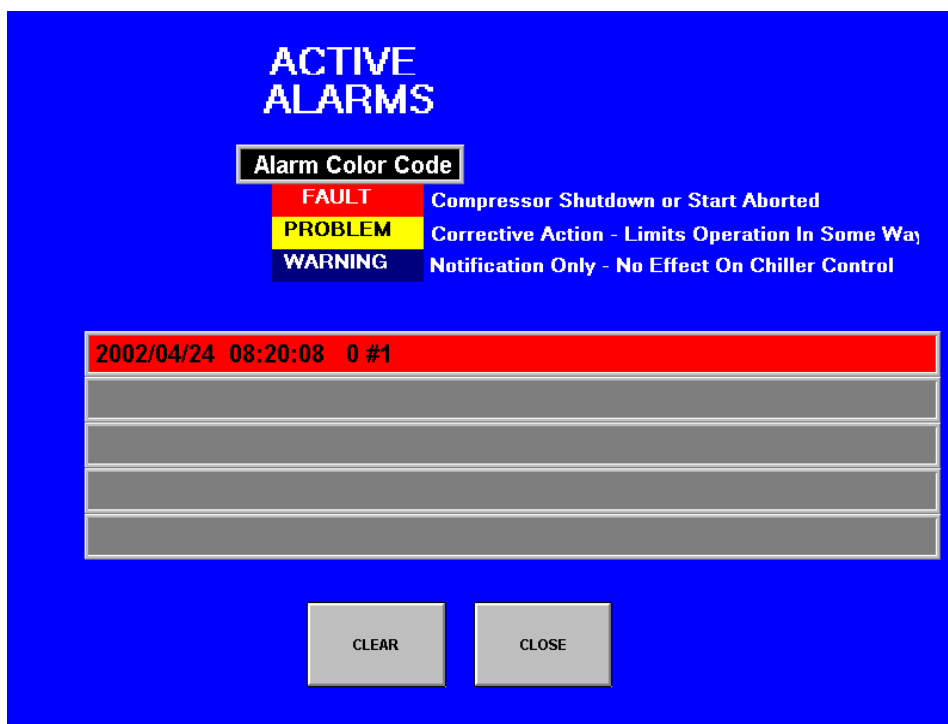 ACTIVE
ALARMS
Alarm Color Code
FAULT Compressor Shutdown or Start Aborted
PROBLEM Corrective Action - Limits Operation In Some Way
WARNING Notification Only - No Effect On Chiller Control
2002/04/24 08:20:08 0 #1
CLEAR CLOSE